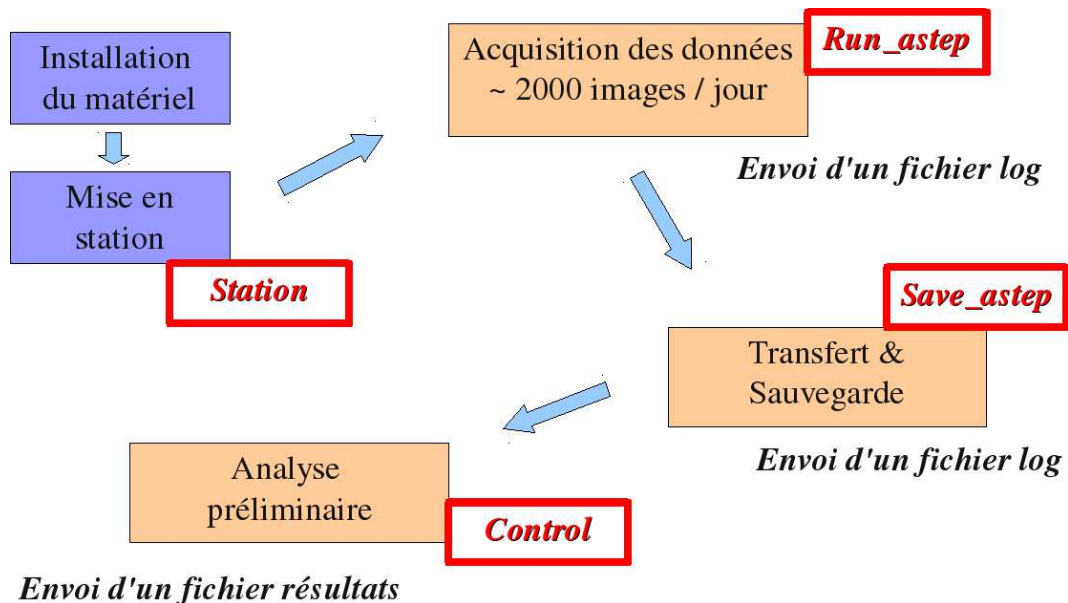 Installation
du matériel
Mise en
station
Station
Acquisition des données
~ 2000 images / jour
Run_astep
Envoi d'un fichier log
Save_astep
Transfert &
Sauvegarde
Envoi d'un fichier log
Analyse
préliminaire
Control
Envoi d'un fichier résultats